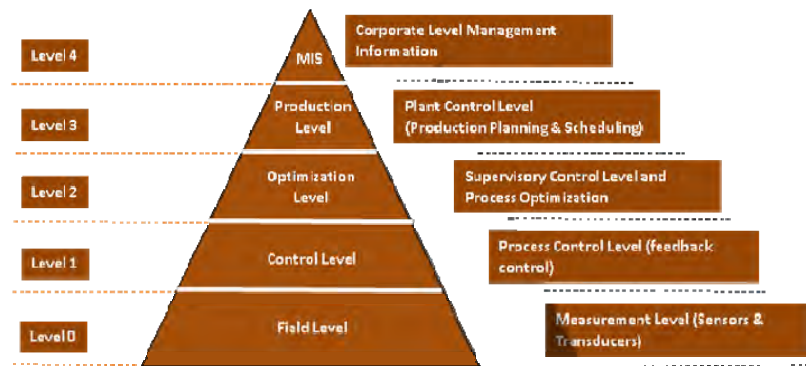 Level 4
MIS
Corporate Level Management
Information
Level 3
Production
Level
Plant Control Level
(Production Planning & Scheduling)
Level 2
Optimization
Level
Supervisory Control Level and
Process Optimization
Level 1
Control Level
Process Control Level (feedback
control)
Level 0
Field Level
Measurement Level (Sensors &
Transducers)